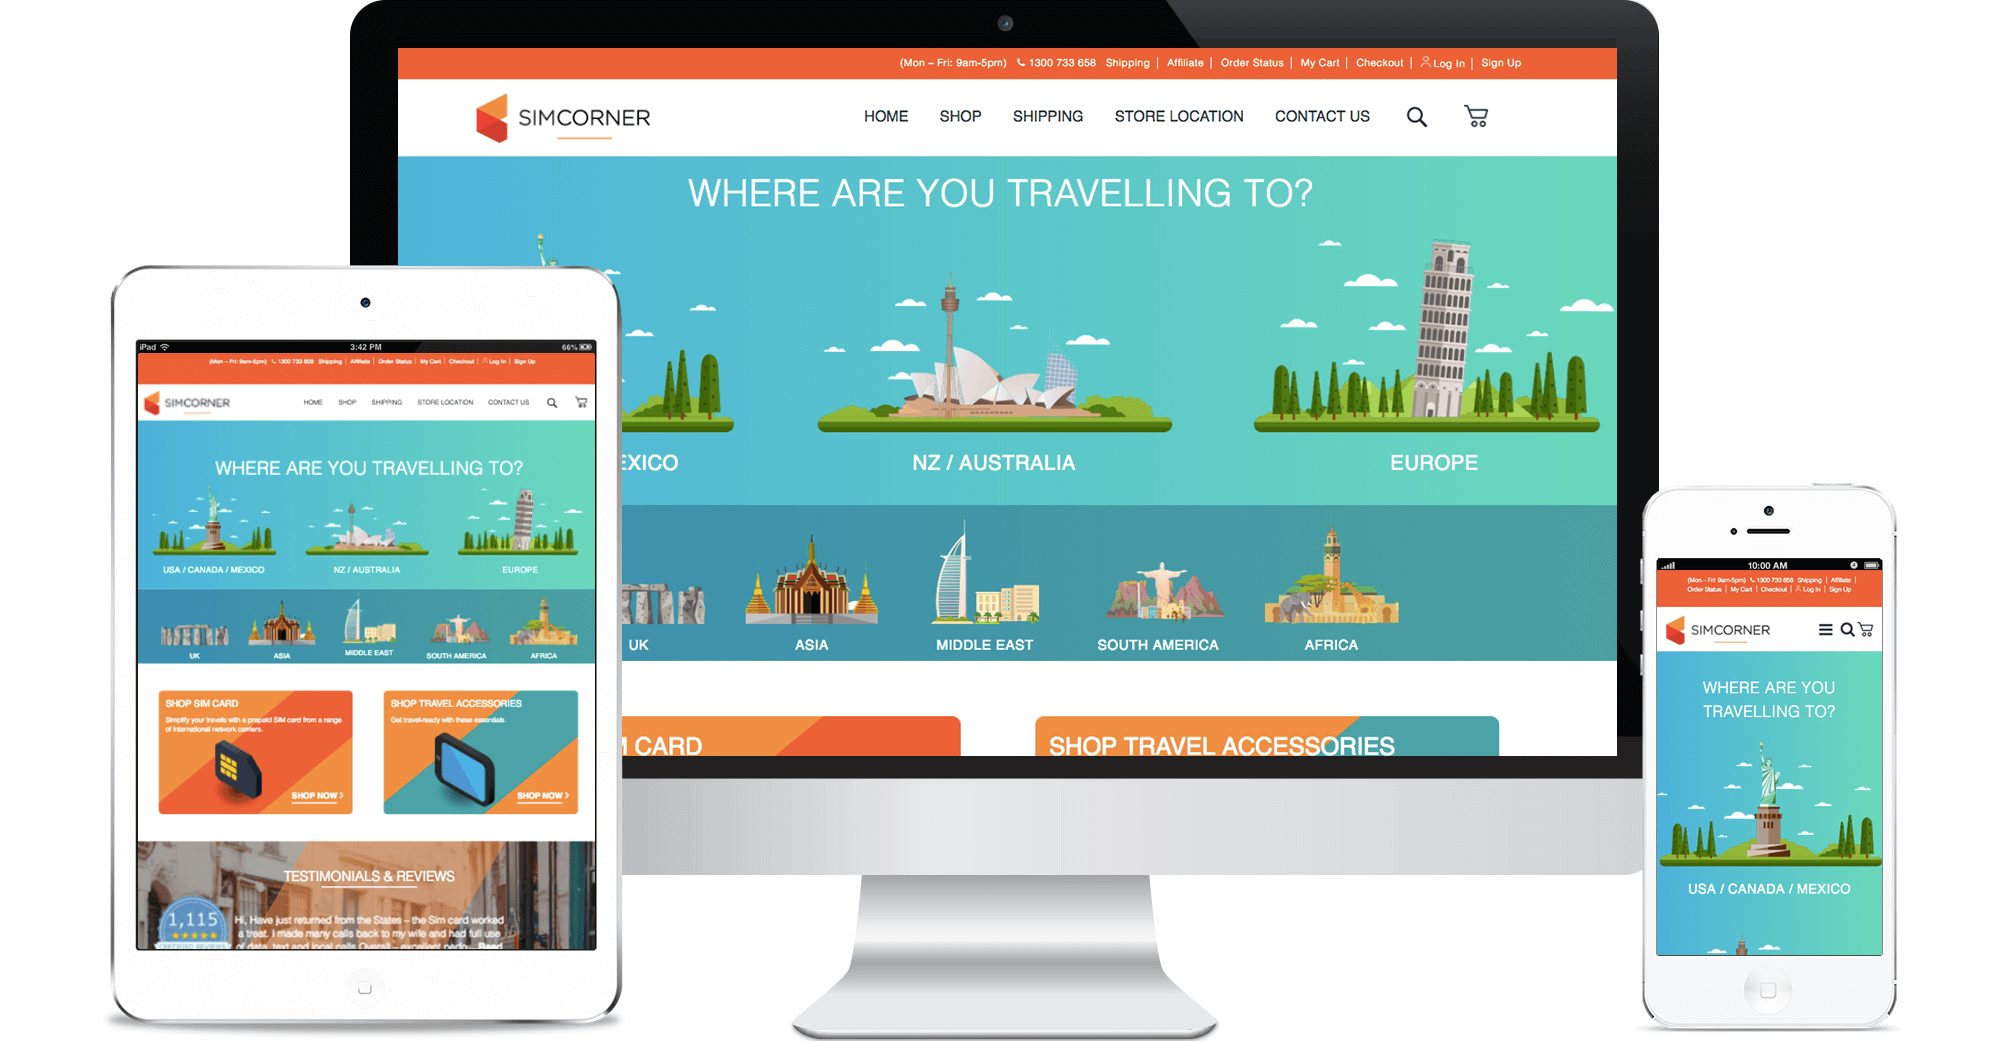 (Mon – Fri: 9am-5pm) 1300 733 658 Shipping | Affiliate | Order Status | My Cart | Checkout | Log In | Sign Up
SIMCORNER
HOME SHOP SHIPPING STORE LOCATION CONTACT US
WHERE ARE YOU TRAVELLING TO?
EXICO NZ / AUSTRALIA EUROPE
UK ASIA MIDDLE EAST SOUTH AMERICA AFRICA
M CARD SHOP TRAVEL ACCESSORIES
iPad 3:42 PM 66%
(Mon – Fri: 9am-5pm) 1300 733 658 Shipping | Affiliate | Order Status | My Cart | Checkout | Log In | Sign Up
SIMCORNER HOME SHOP SHIPPING STORE LOCATION CONTACT US
WHERE ARE YOU TRAVELLING TO?
USA / CANADA / MEXICO NZ / AUSTRALIA EUROPE
UK ASIA MIDDLE EAST SOUTH AMERICA AFRICA
SHOP SIM CARD
Simplify your travels with a prepaid SIM card from a range
of international network carriers.
SHOP NOW >
SHOP TRAVEL ACCESSORIES
Get travel-ready with these essentials.
SHOP NOW >
TESTIMONIALS & REVIEWS
1,115
CERTIFIED REVIEWS
Hi, Have just returned from the States – the Sim card worked
a treat. I made many calls back to my wife and had full use
of data, text and local calls Overall – excellent perfo... Read
10:00 AM
(Mon – Fri: 9am-5pm) 1300 733 658 Shipping | Affiliate |
Order Status | My Cart | Checkout | Log In | Sign Up
SIMCORNER
WHERE ARE YOU
TRAVELLING TO?
USA / CANADA / MEXICO